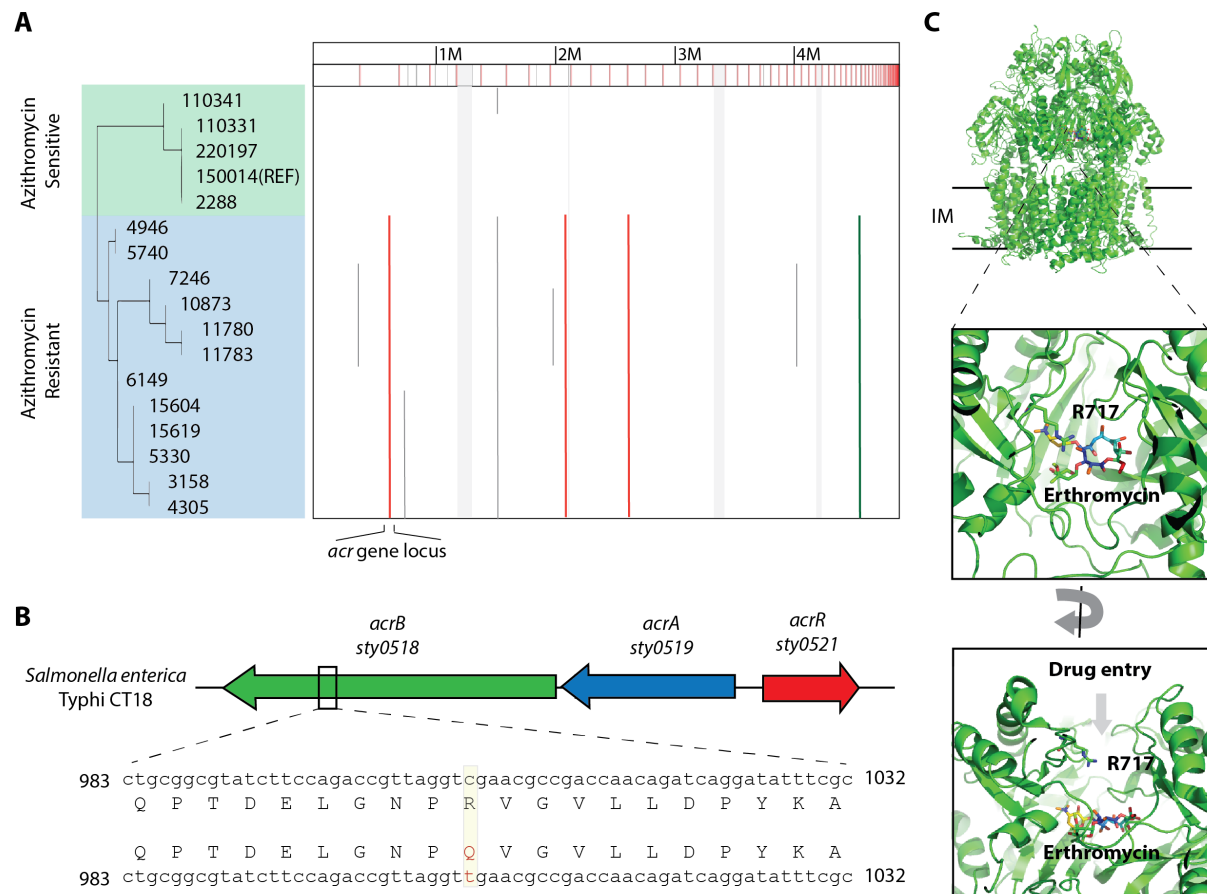 A
1M 2M 3M 4M
Azithromycin
Sensitive
110341
110331
220197
150014(REF)
2288
Azithromycin
Resistant
4946
5740
7246
10873
11780
11783
6149
15604
15619
5330
3158
4305
acr gene locus
B
acrB
sty0518
acrA
sty0519
acrR
sty0521
Salmonella enterica
Typhi CT18
983 ctgcggcgtatcttccagaccgttaggtcgaacgccgaccaacagatcaggatatttcgc 1032
Q P T D E L G N P R V G V L L D P Y K A
Q P T D E L G N P Q V G V L L D P Y K A
983 ctgcggcgtatcttccagaccgttaggttgaacgccgaccaacagatcaggatatttcgc 1032
C
IM
R717
Erthromycin
Drug entry
R717
Erthromycin